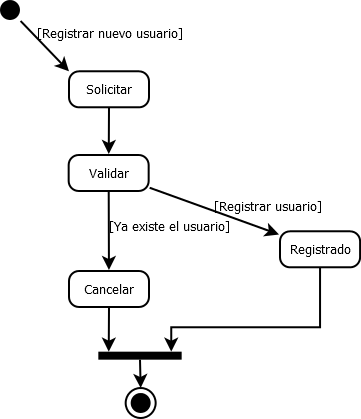 [Registrar nuevo usuario]
Solicitar
Validar
[Registrar usuario]
[Ya existe el usuario]
Registrado
Cancelar